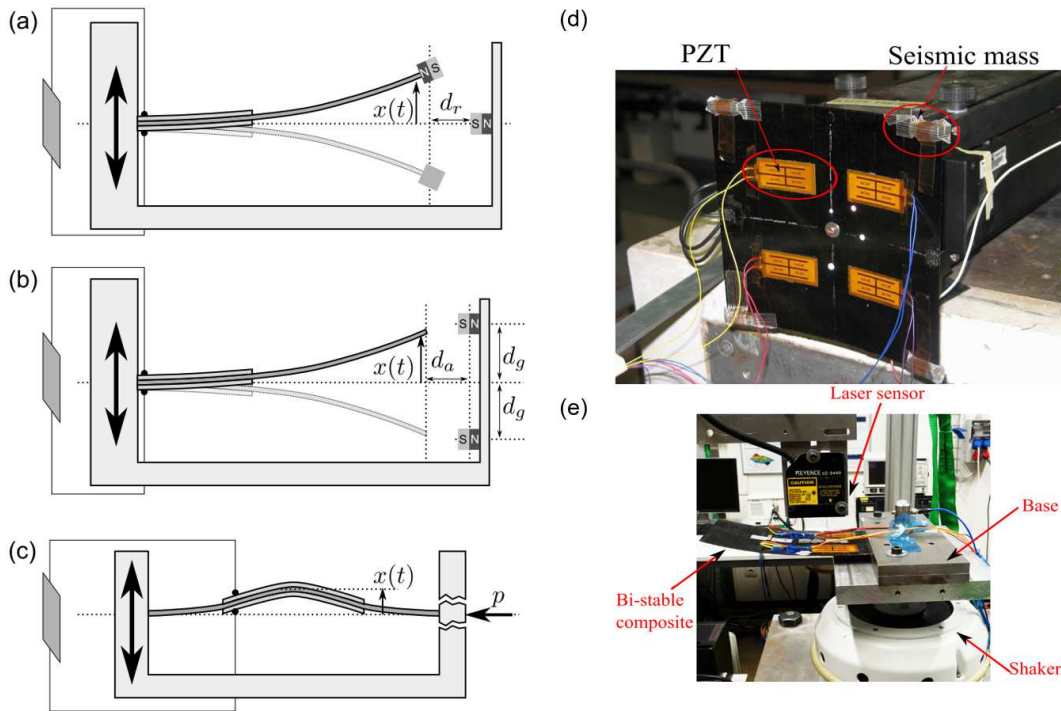 (a)
N S
x(t)
d_r
S N
(b)
S N
x(t)
d_a
d_g
d_g
S N
(c)
x(t)
p
(d)
PZT
Seismic mass
(e)
Laser sensor
KEYENCE
CAUTION
Base
Bi-stable
composite
Shaker